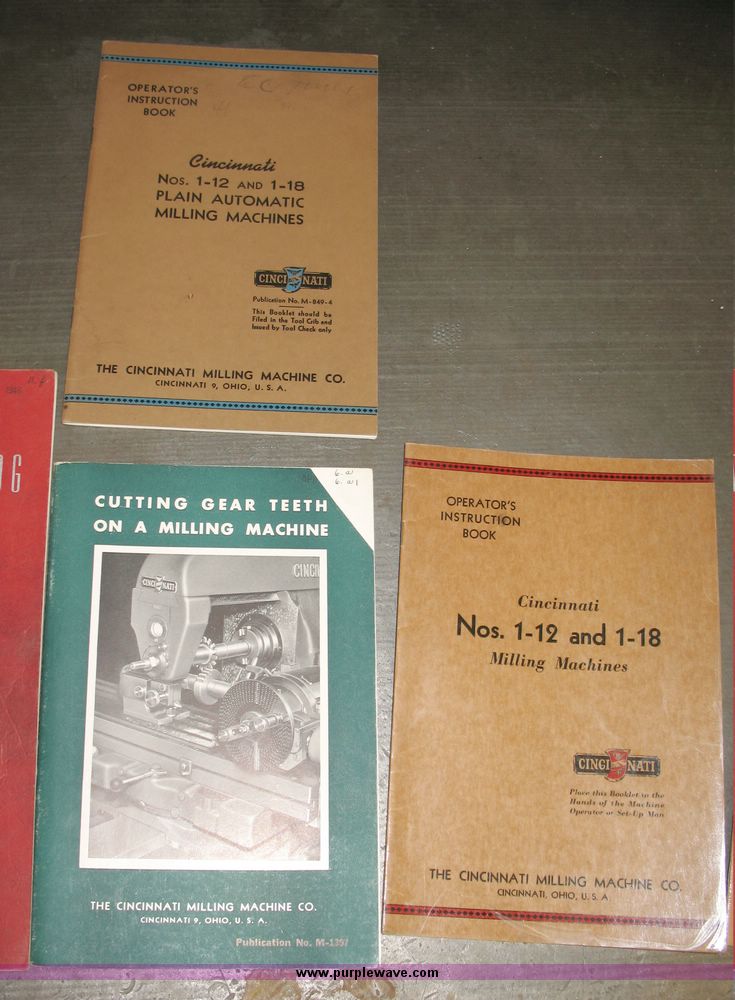 OPERATOR'S
INSTRUCTION
BOOK
Cincinnati
Nos. 1-12 AND 1-18
PLAIN AUTOMATIC
MILLING MACHINES
CINCINNATI
Publication No. M-849-4
This Booklet should be
Filed in the Tool Crib and
Issued by Tool Check only
THE CINCINNATI MILLING MACHINE CO.
CINCINNATI 9, OHIO, U. S. A.
1946
G
CUTTING GEAR TEETH
ON A MILLING MACHINE
CINCINNATI
THE CINCINNATI MILLING MACHINE CO.
CINCINNATI 9, OHIO, U. S. A.
Publication No. M-1397
OPERATOR'S
INSTRUCTION
BOOK
Cincinnati
Nos. 1-12 and 1-18
Milling Machines
CINCINNATI
Place this Booklet in the
Hands of the Machine
Operator or Set-Up Man
THE CINCINNATI MILLING MACHINE CO.
CINCINNATI, OHIO, U. S. A.
www.purplewave.com